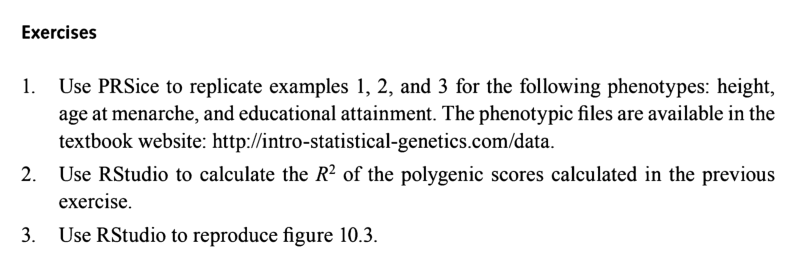 Exercises
1. Use PRSice to replicate examples 1, 2, and 3 for the following phenotypes: height,
age at menarche, and educational attainment. The phenotypic files are available in the
textbook website: http://intro-statistical-genetics.com/data.
2. Use RStudio to calculate the R² of the polygenic scores calculated in the previous
exercise.
3. Use RStudio to reproduce figure 10.3.